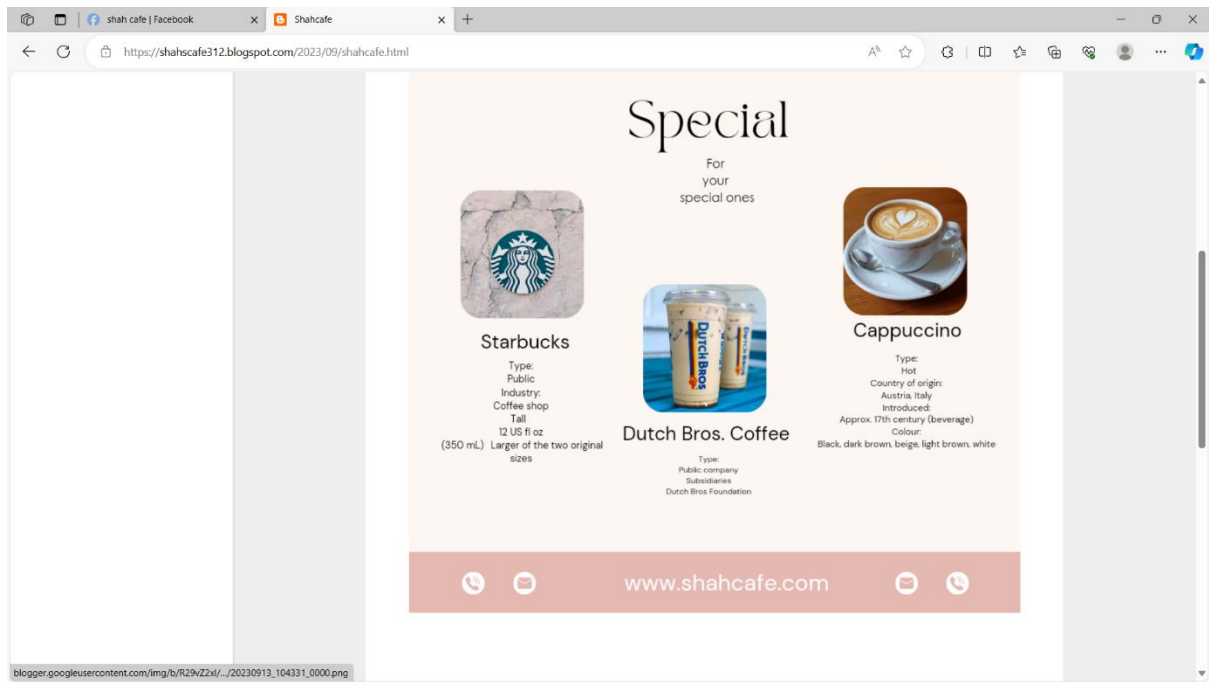 shah cafe | Facebook
Shahcafe
https://shahscafe312.blogspot.com/2023/09/shahcafe.html
Special
For
your
special ones
Starbucks
Type:
Public
Industry:
Coffee shop
Tall
12 US fl oz
(350 mL) Larger of the two original
sizes
DUTCH BROS
DUTCH BROS
Dutch Bros. Coffee
Type:
Public company
Subsidiaries
Dutch Bros Foundation
Cappuccino
Type:
Hot
Country of origin:
Austria, Italy
Introduced:
Approx. 17th century (beverage)
Colour:
Black, dark brown, beige, light brown, white
www.shahcafe.com
blogger.googleusercontent.com/img/b/R29vZ2xl/.../20230913_104331_0000.png